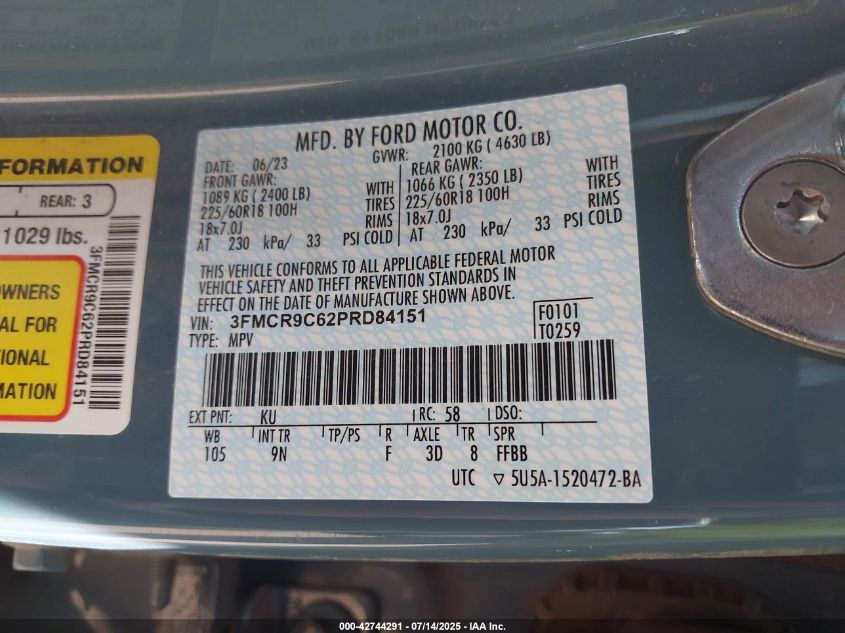 FORMATION
REAR: 3
1029 lbs.
OWNERS
AL FOR
TIONAL
MATION
3FMCR9C62PRD84151
MFD. BY FORD MOTOR CO.
DATE: 06/23 GVWR: 2100 KG ( 4630 LB)
FRONT GAWR: REAR GAWR:
1089 KG ( 2400 LB) WITH 1066 KG ( 2350 LB) WITH
225/60R18 100H TIRES 225/60R18 100H TIRES
18x7.0J RIMS 18x7.0J RIMS
AT 230 kPa/ 33 PSI COLD AT 230 kPa/ 33 PSI COLD
THIS VEHICLE CONFORMS TO ALL APPLICABLE FEDERAL MOTOR
VEHICLE SAFETY AND THEFT PREVENTION STANDARDS IN
EFFECT ON THE DATE OF MANUFACTURE SHOWN ABOVE.
VIN: 3FMCR9C62PRD84151 F0101
TYPE: MPV T0259
EXT PNT: KU RC: 58 DSO:
WB INT TR TP/PS R AXLE TR SPR
105 9N F 3D 8 FFBB
UTC ▽ 5U5A-1520472-BA
000-42744291 | 07/14/2025 - IAA Inc.